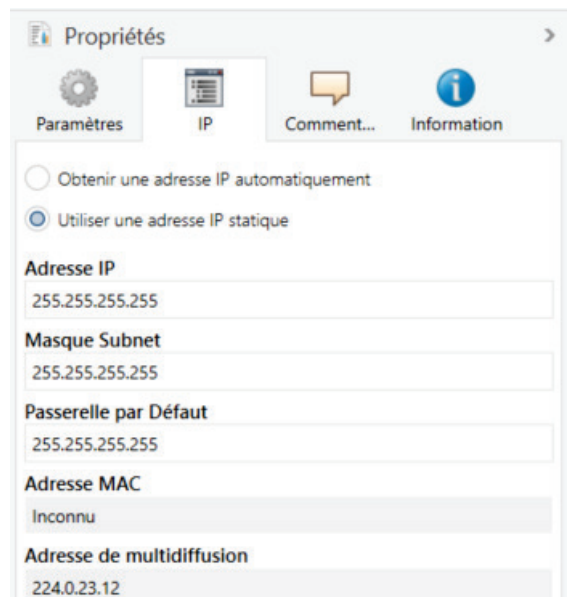 Propriétés
Paramètres IP Comment... Information
Obtenir une adresse IP automatiquement
Utiliser une adresse IP statique
Adresse IP
255.255.255.255
Masque Subnet
255.255.255.255
Passerelle par Défaut
255.255.255.255
Adresse MAC
Inconnu
Adresse de multidiffusion
224.0.23.12